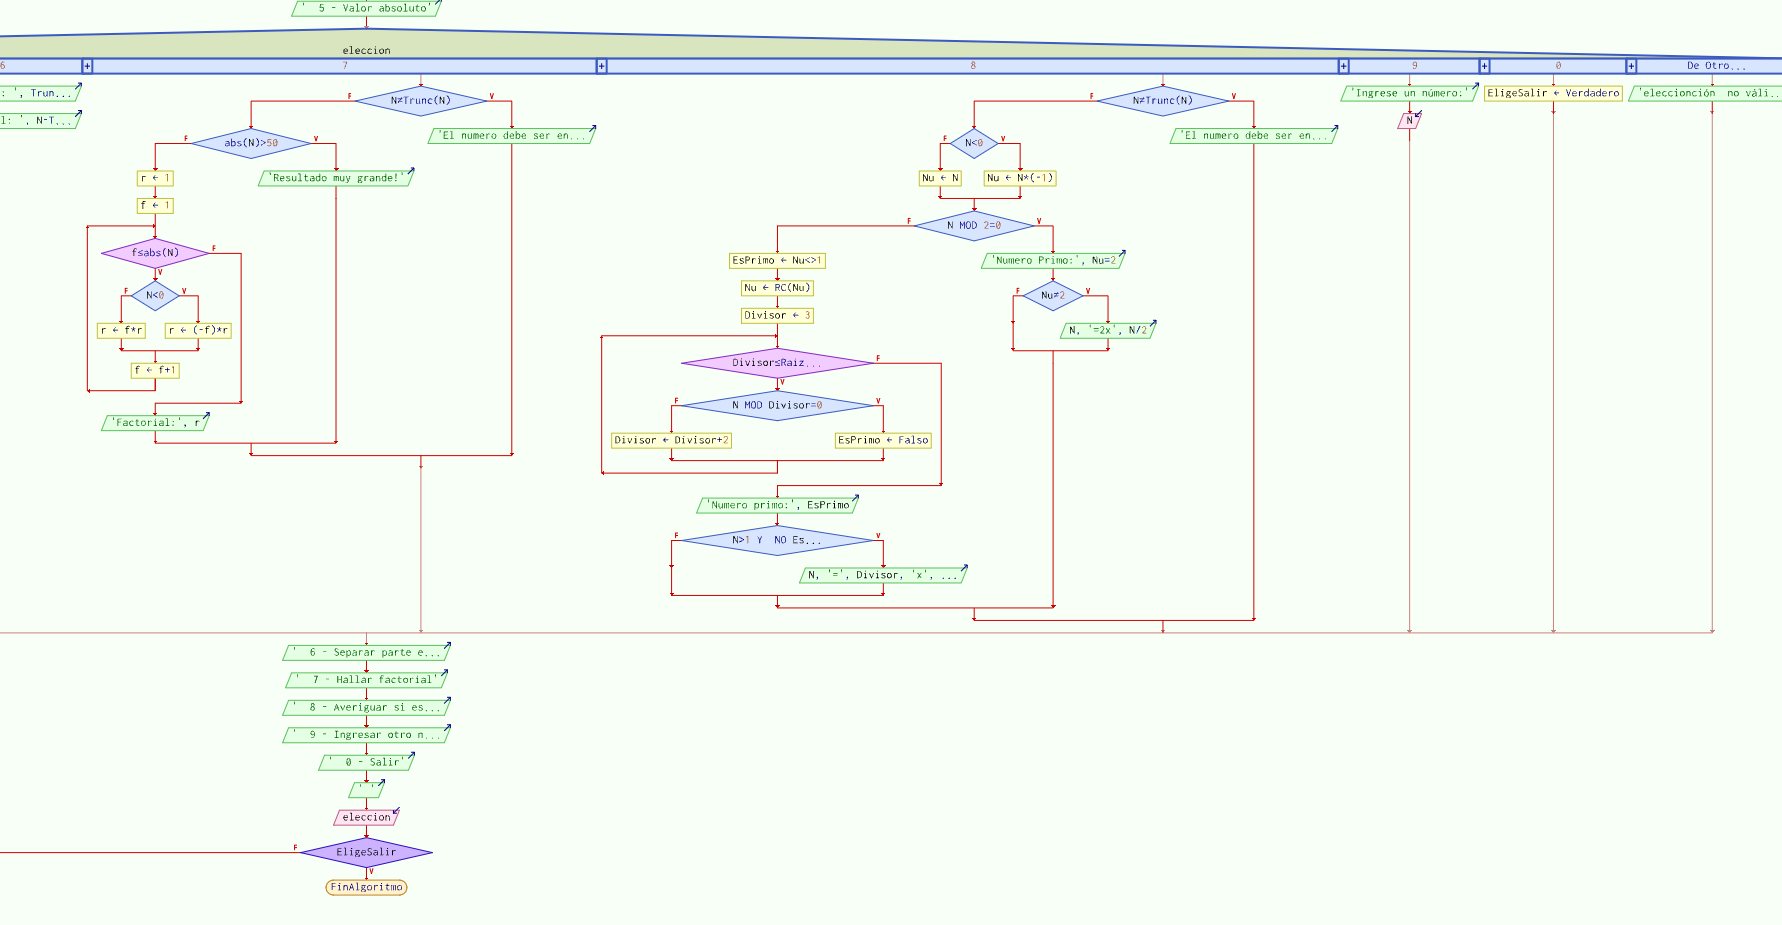 '  5 - Valor absoluto'
eleccion
6
+
7
+
8
+
9
+
0
+
De Otro...
: ', Trun...
l: ', N-T...
N≠Trunc(N)
F
V
'El numero debe ser en...
abs(N)>50
F
V
'Resultado muy grande!'
r ← 1
f ← 1
f≤abs(N)
F
V
N<0
F
V
r ← f*r
r ← (-f)*r
f ← f+1
'Factorial:', r
N≠Trunc(N)
F
V
'El numero debe ser en...
N<0
F
V
Nu ← N
Nu ← N*(-1)
N MOD 2=0
F
V
EsPrimo ← Nu<>1
Nu ← RC(Nu)
Divisor ← 3
Divisor≤Raiz...
F
V
N MOD Divisor=0
F
V
Divisor ← Divisor+2
EsPrimo ← Falso
'Numero primo:', EsPrimo
N>1 Y  NO Es...
F
V
N, '=', Divisor, 'x', ...
'Numero Primo:', Nu=2
Nu≠2
F
V
N, '=2x', N/2
'Ingrese un número:'
N
EligeSalir ← Verdadero
'elecciónción  no váli...
'  6 - Separar parte e...
'  7 - Hallar factorial'
'  8 - Averiguar si es...
'  9 - Ingresar otro n...
'  0 - Salir'
' '
eleccion
EligeSalir
F
V
FinAlgoritmo